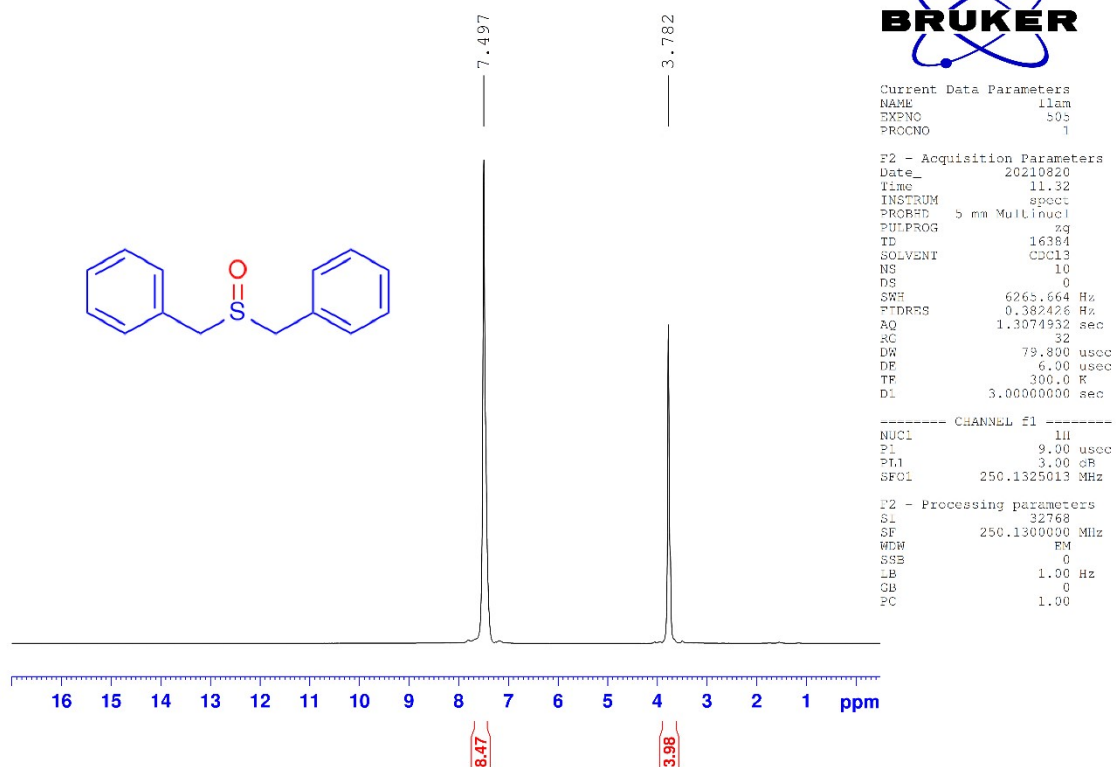 7.497
3.782
BRUKER
Current Data Parameters
NAME Ilam
EXPNO 505
PROCNO 1
F2 - Acquisition Parameters
Date_ 20210820
Time 11.32
INSTRUM spect
PROBHD 5 mm Multinucl
PULPROG zg
TD 16384
SOLVENT CDCl3
NS 10
DS 0
SWH 6265.664 Hz
FIDRES 0.382426 Hz
AQ 1.3074932 sec
RG 32
DW 79.800 usec
DE 6.00 usec
TE 300.0 K
D1 3.00000000 sec
======== CHANNEL f1 ========
NUC1 1H
P1 9.00 usec
PL1 3.00 dB
SFO1 250.1325013 MHz
F2 - Processing parameters
SI 32768
SF 250.1300000 MHz
WDW EM
SSB 0
LB 1.00 Hz
GB 0
PC 1.00
O
S
16 15 14 13 12 11 10 9 8 7 6 5 4 3 2 1 ppm
8.47
3.98